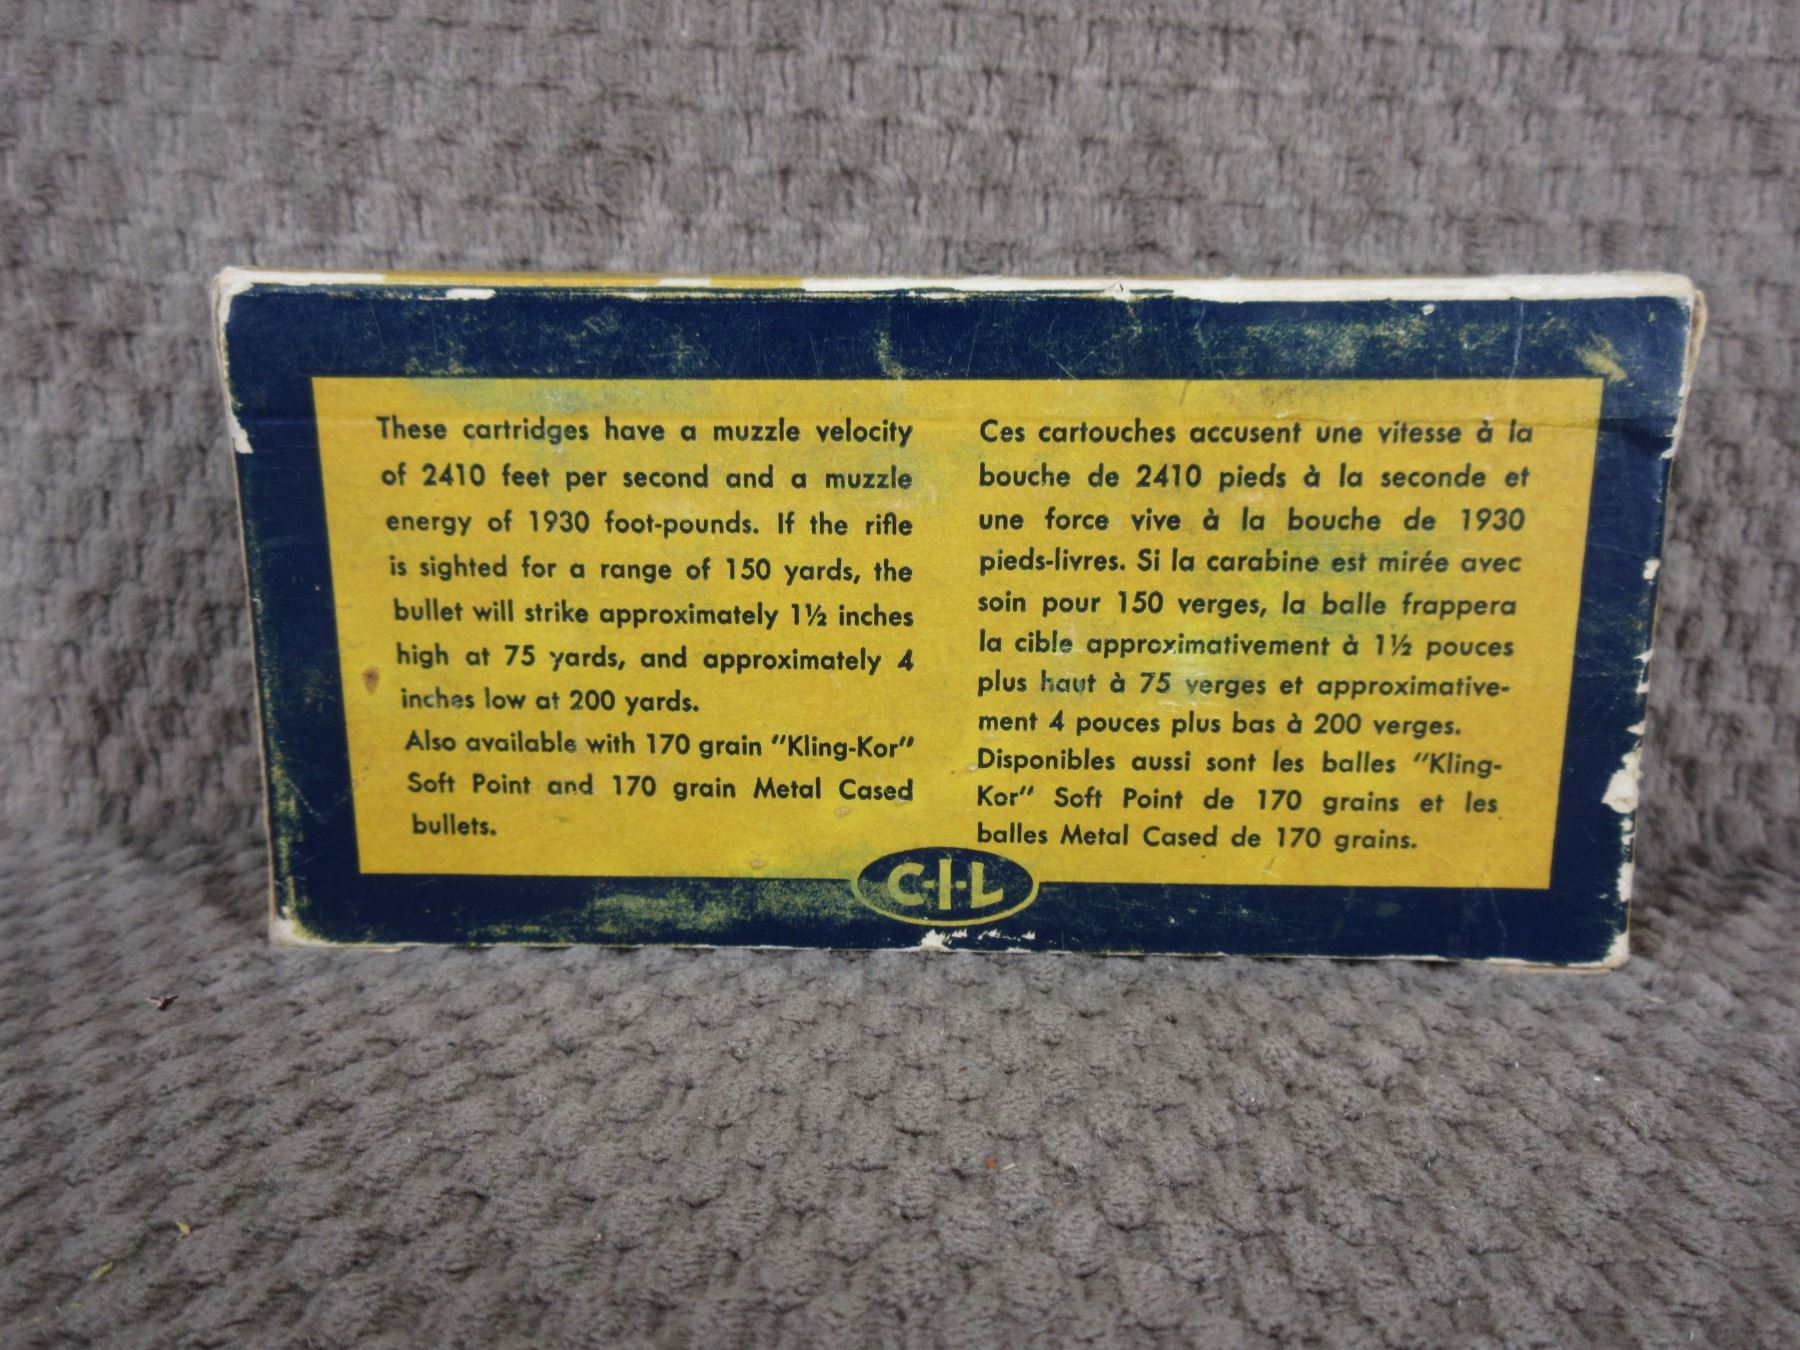 These cartridges have a muzzle velocity
of 2410 feet per second and a muzzle
energy of 1930 foot-pounds. If the rifle
is sighted for a range of 150 yards, the
bullet will strike approximately 1½ inches
high at 75 yards, and approximately 4
inches low at 200 yards.
Also available with 170 grain "Kling-Kor"
Soft Point and 170 grain Metal Cased
bullets.
Ces cartouches accusent une vitesse à la
bouche de 2410 pieds à la seconde et
une force vive à la bouche de 1930
pieds-livres. Si la carabine est mirée avec
soin pour 150 verges, la balle frappera
la cible approximativement à 1½ pouces
plus haut à 75 verges et approximative-
ment 4 pouces plus bas à 200 verges.
Disponibles aussi sont les balles "Kling-
Kor" Soft Point de 170 grains et les
balles Metal Cased de 170 grains.
C-I-L